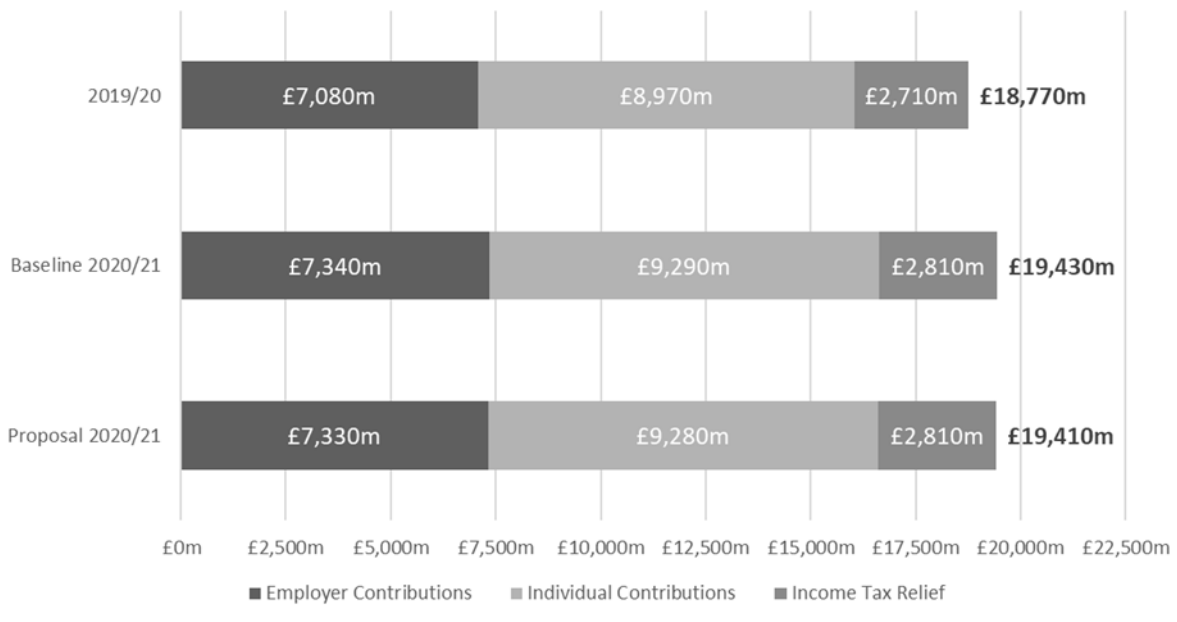 2019/20 £7,080m £8,970m £2,710m £18,770m
Baseline 2020/21 £7,340m £9,290m £2,810m £19,430m
Proposal 2020/21 £7,330m £9,280m £2,810m £19,410m
£0m £2,500m £5,000m £7,500m £10,000m £12,500m £15,000m £17,500m £20,000m £22,500m
Employer Contributions Individual Contributions Income Tax Relief